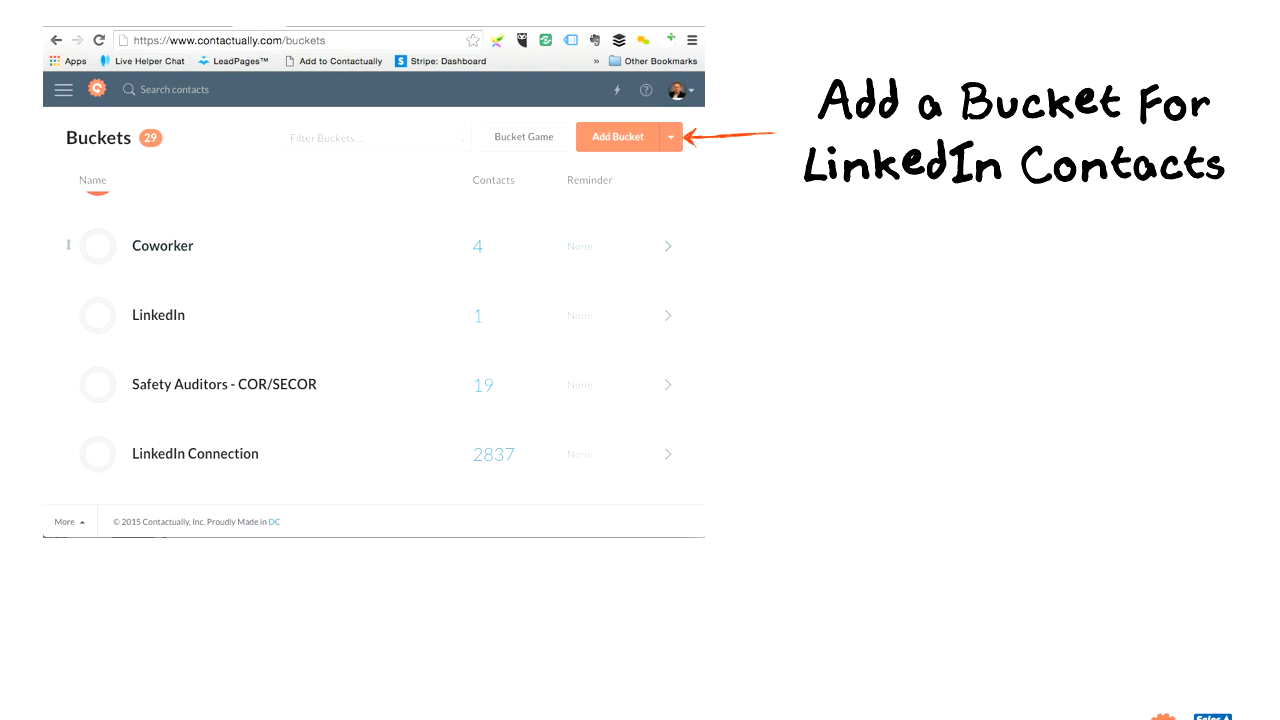 https://www.contactually.com/buckets
Apps Live Helper Chat LeadPages™ Add to Contactually Stripe: Dashboard » Other Bookmarks
Search contacts
Buckets 29 Filter Buckets... Bucket Game Add Bucket
Add a Bucket For
LinkedIn Contacts
Name Contacts Reminder
Coworker 4 None
LinkedIn 1 None
Safety Auditors - COR/SECOR 19 None
LinkedIn Connection 2837 None
More © 2015 Contactually, Inc. Proudly Made in DC